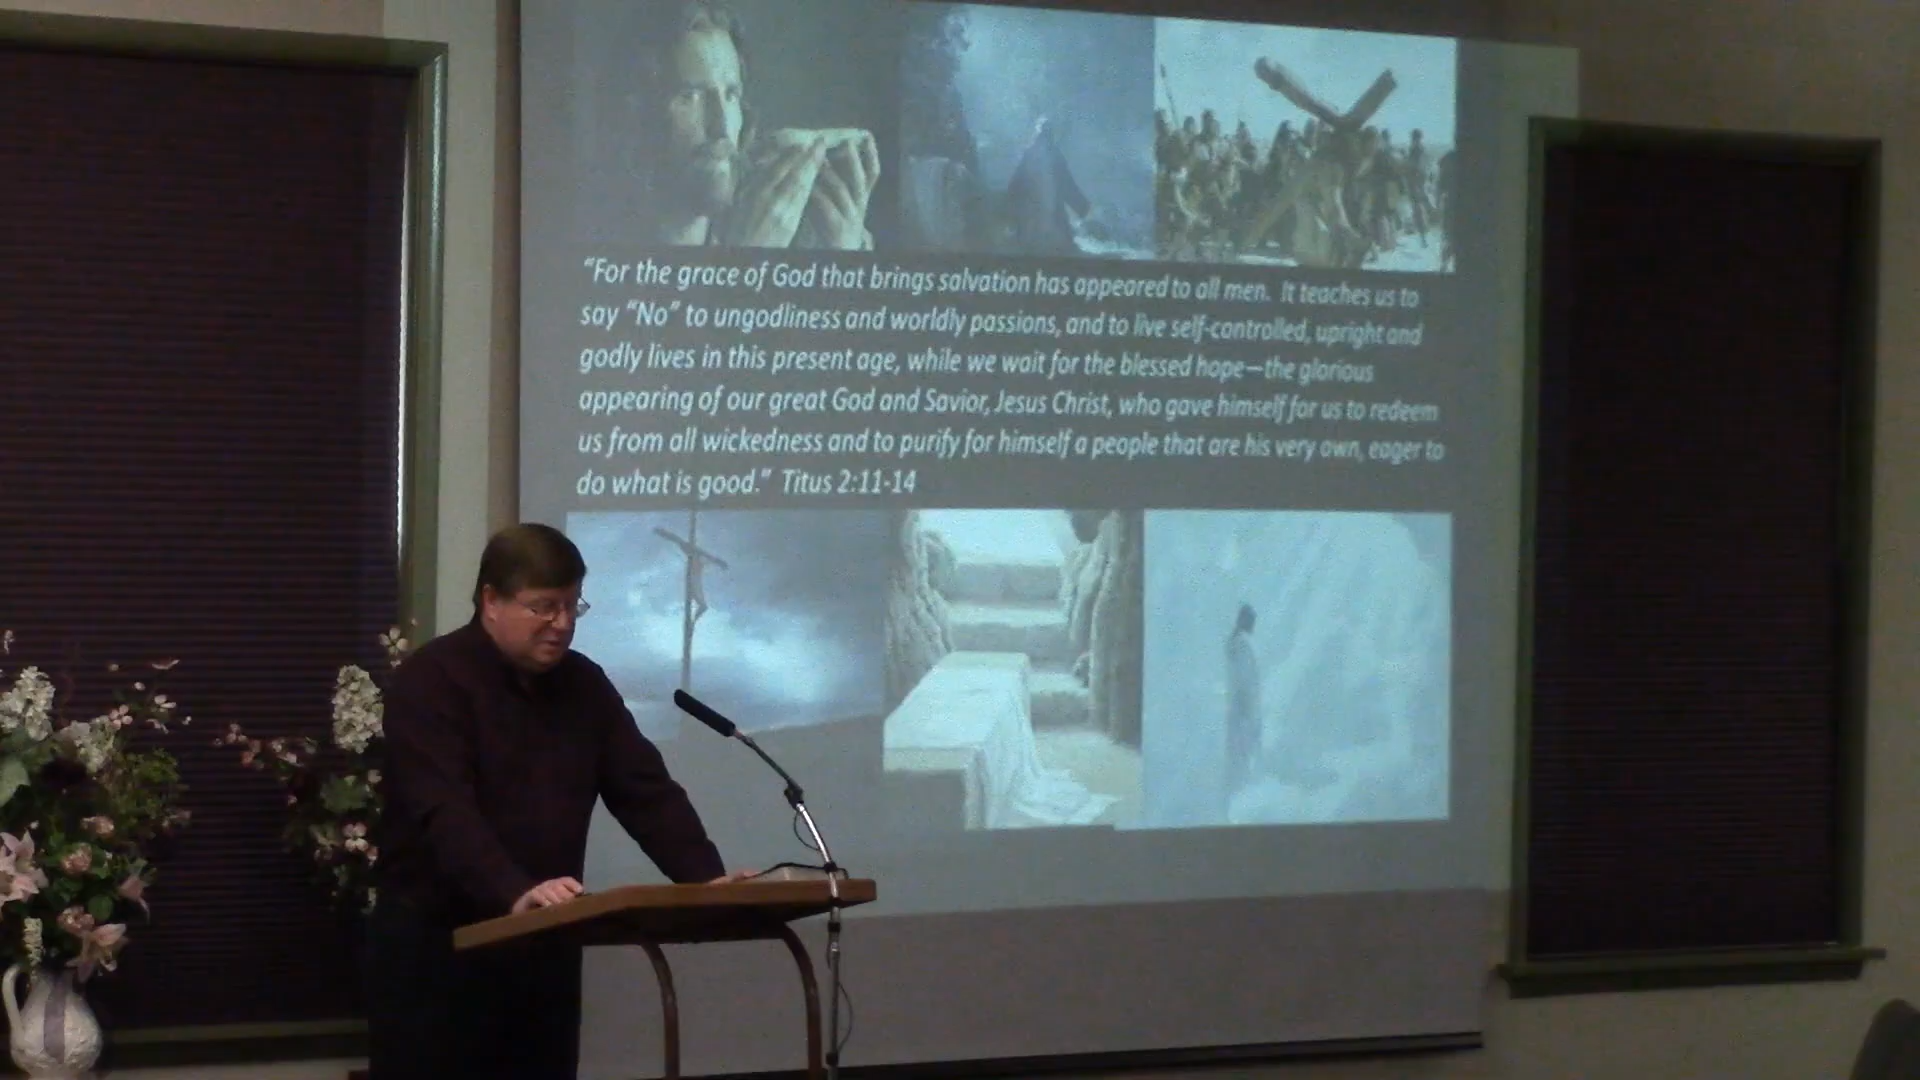 “For the grace of God that brings salvation has appeared to all men. It teaches us to
say “No” to ungodliness and worldly passions, and to live self-controlled, upright and
godly lives in this present age, while we wait for the blessed hope—the glorious
appearing of our great God and Savior, Jesus Christ, who gave himself for us to redeem
us from all wickedness and to purify for himself a people that are his very own, eager to
do what is good.” Titus 2:11-14